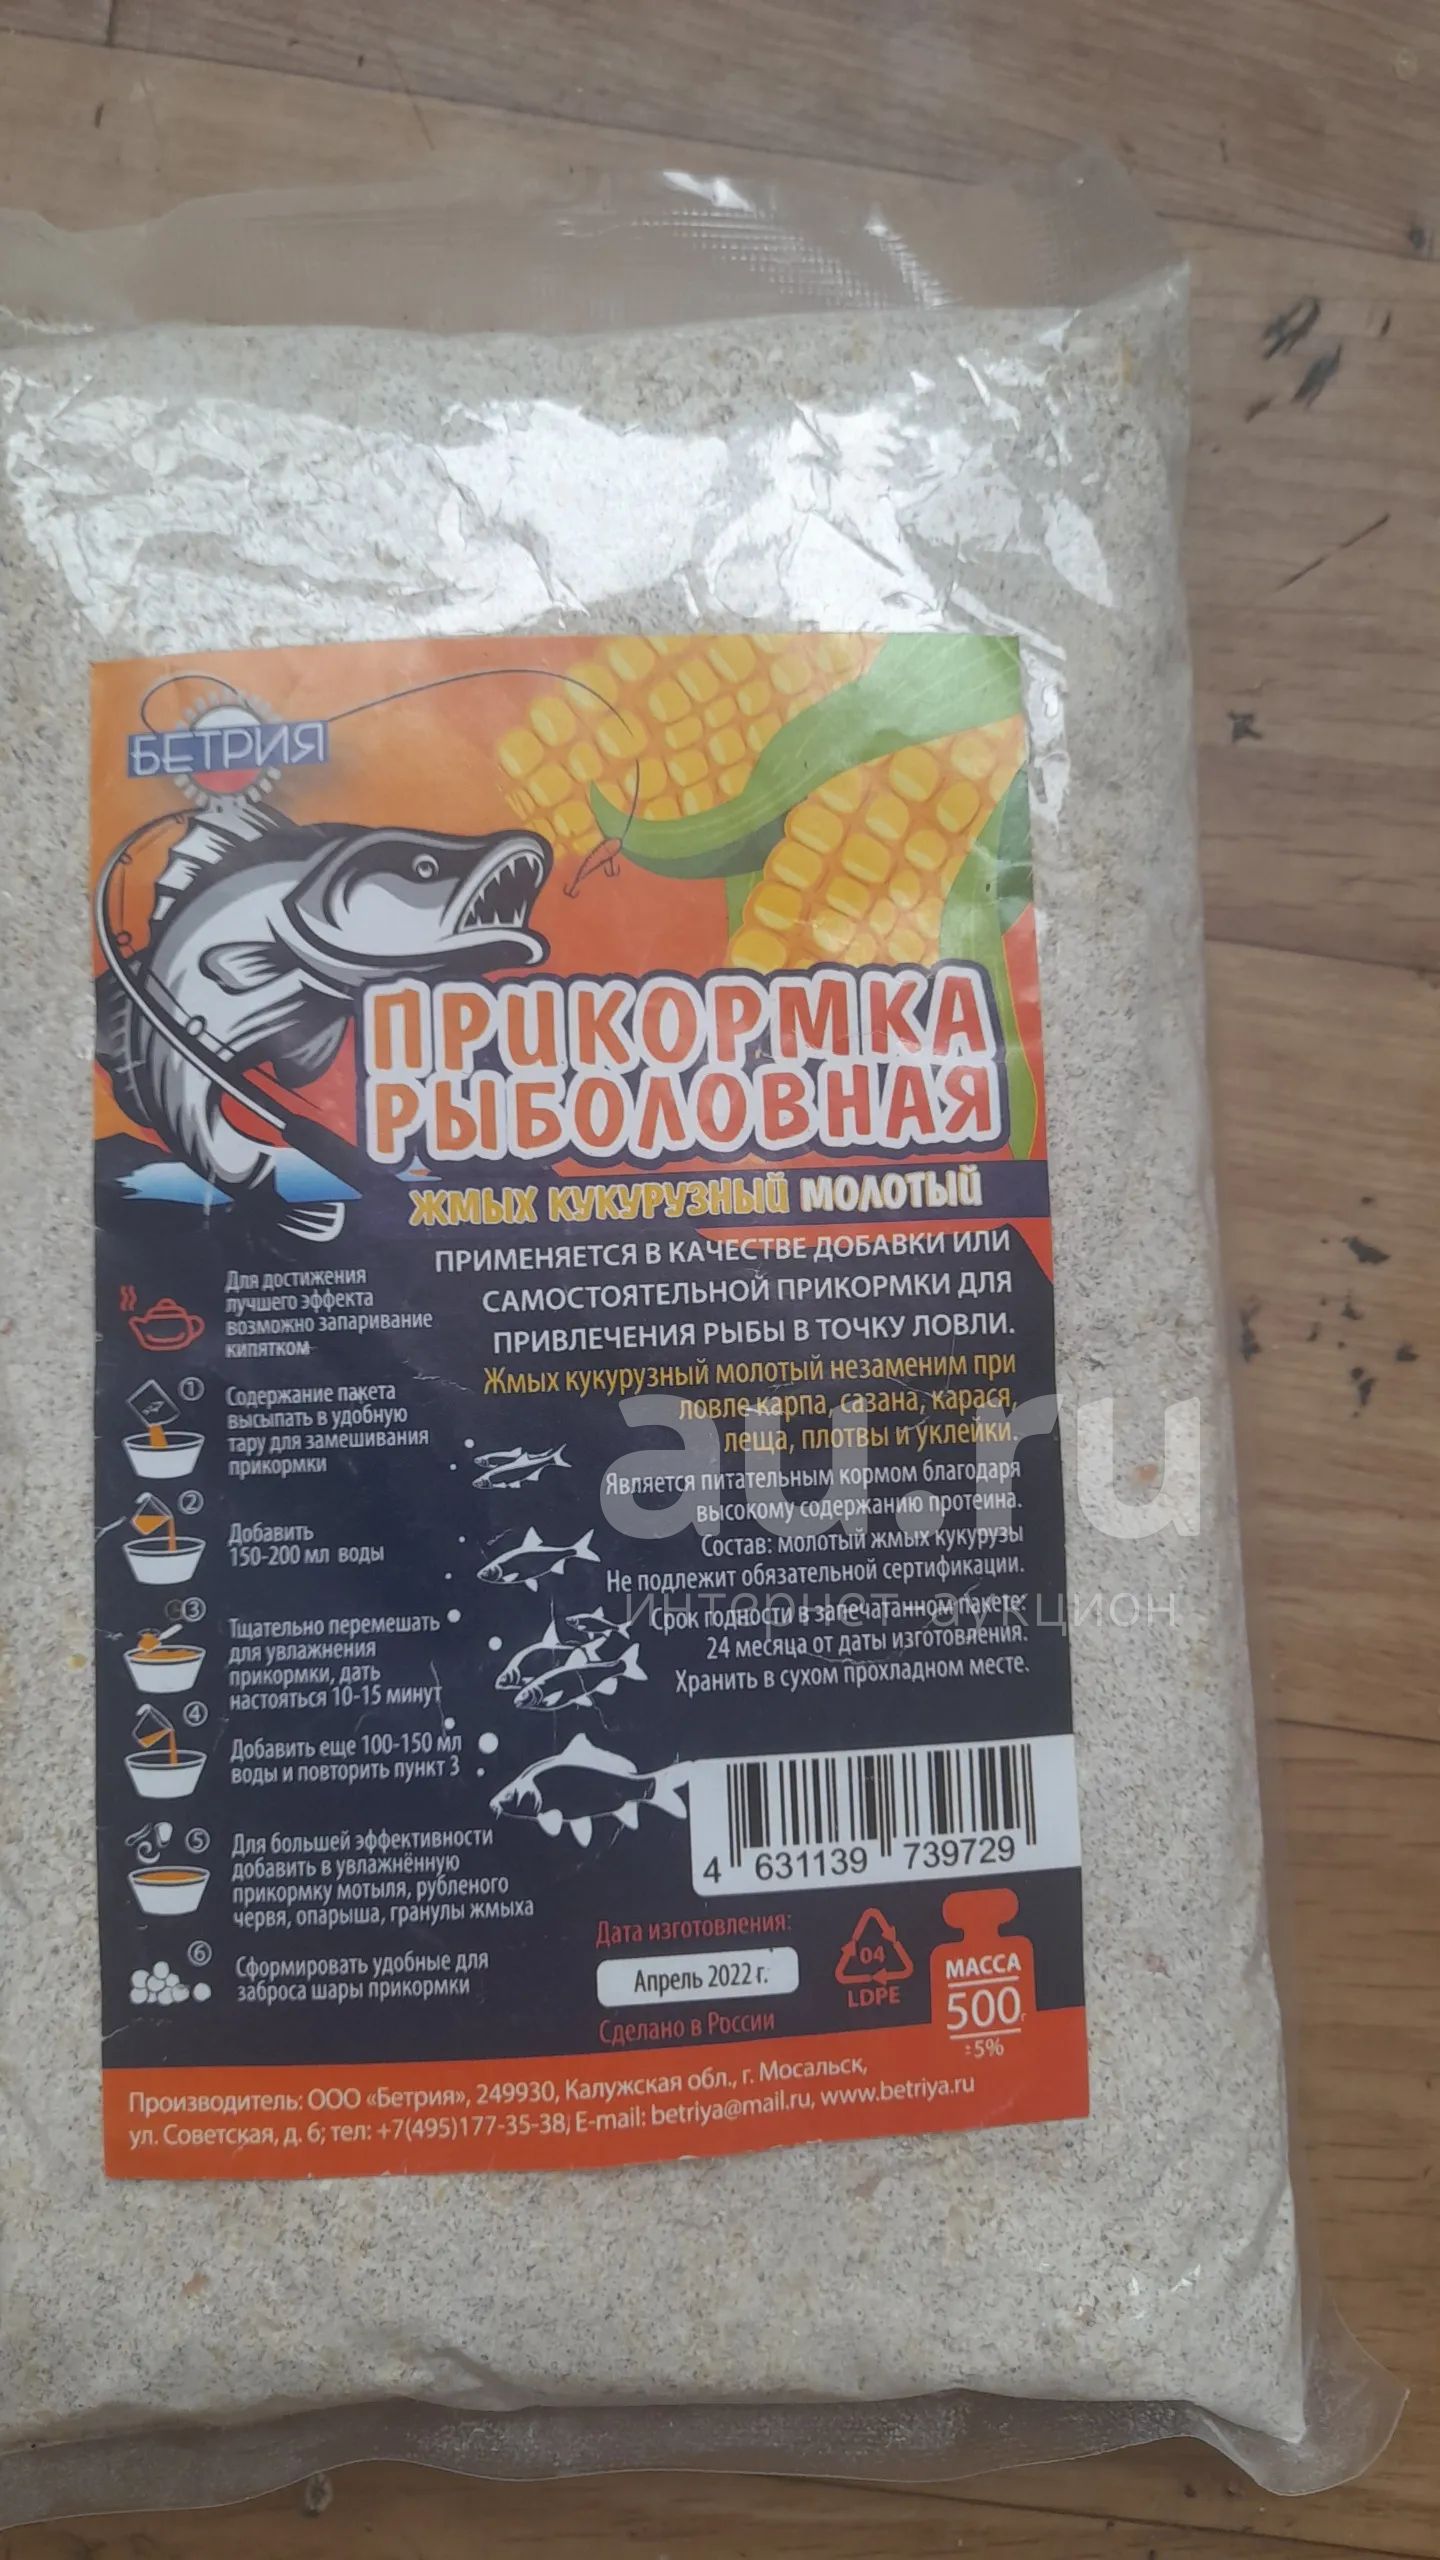 БЕТРИЯ
ПРИКОРМКА
РЫБОЛОВНАЯ
ЖМЫХ КУКУРУЗНЫЙ МОЛОТЫЙ
ПРИМЕНЯЕТСЯ В КАЧЕСТВЕ ДОБАВКИ ИЛИ
САМОСТОЯТЕЛЬНОЙ ПРИКОРМКИ ДЛЯ
ПРИВЛЕЧЕНИЯ РЫБЫ В ТОЧКУ ЛОВЛИ.
Жмых кукурузный молотый незаменим при
ловле карпа, сазана, карася,
леща, плотвы и уклейки.
Является питательным кормом благодаря
высокому содержанию протеина.
Состав: молотый жмых кукурузы
Не подлежит обязательной сертификации.
Срок годности в запечатанном пакете:
24 месяца от даты изготовления.
Хранить в сухом прохладном месте.
Для достижения
лучшего эффекта
возможно запаривание
кипятком
1
Содержание пакета
высыпать в удобную
тару для замешивания
прикормки
2
Добавить
150-200 мл воды
3
Тщательно перемешать
для увлажнения
прикормки, дать
настояться 10-15 минут
4
Добавить еще 100-150 мл
воды и повторить пункт 3
5
Для большей эффективности
добавить в увлажнённую
прикормку мотыля, рубленого
червя, опарыша, гранулы жмыха
6
Сформировать удобные для
заброса шары прикормки
4 631139 739729
Дата изготовления:
Апрель 2022 г.
Сделано в России
04
LDPE
МАССА
500г
±5%
Производитель: ООО «Бетрия», 249930, Калужская обл., г. Мосальск,
ул. Советская, д. 6; тел: +7(495)177-35-38, E-mail: betriya@mail.ru, www.betriya.ru
au.ru
интернет-аукцион